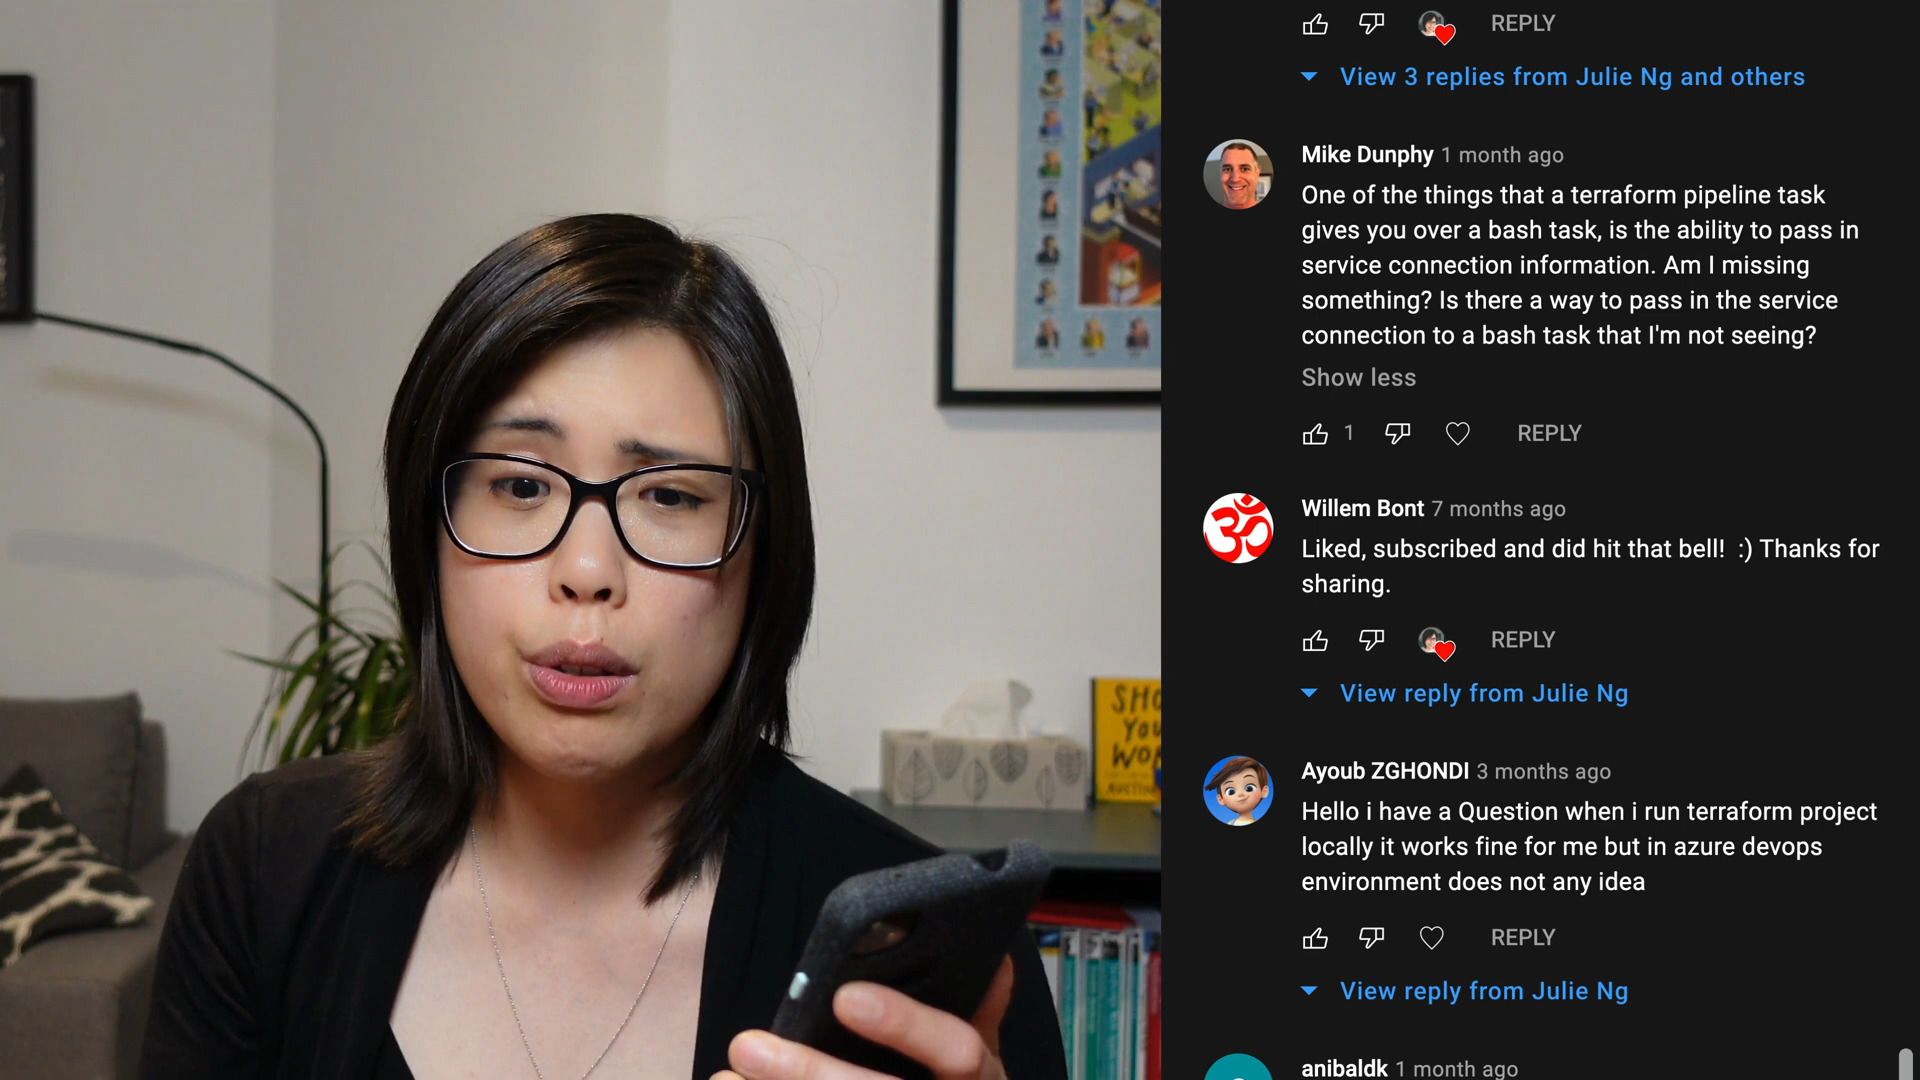 REPLY
View 3 replies from Julie Ng and others
Mike Dunphy 1 month ago
One of the things that a terraform pipeline task
gives you over a bash task, is the ability to pass in
service connection information. Am I missing
something? Is there a way to pass in the service
connection to a bash task that I'm not seeing?
Show less
1 REPLY
Willem Bont 7 months ago
Liked, subscribed and did hit that bell!  :) Thanks for
sharing.
REPLY
View reply from Julie Ng
Ayoub ZGHONDI 3 months ago
Hello i have a Question when i run terraform project
locally it works fine for me but in azure devops
environment does not any idea
REPLY
View reply from Julie Ng
anibaldk 1 month ago
SHO
YOU
WO